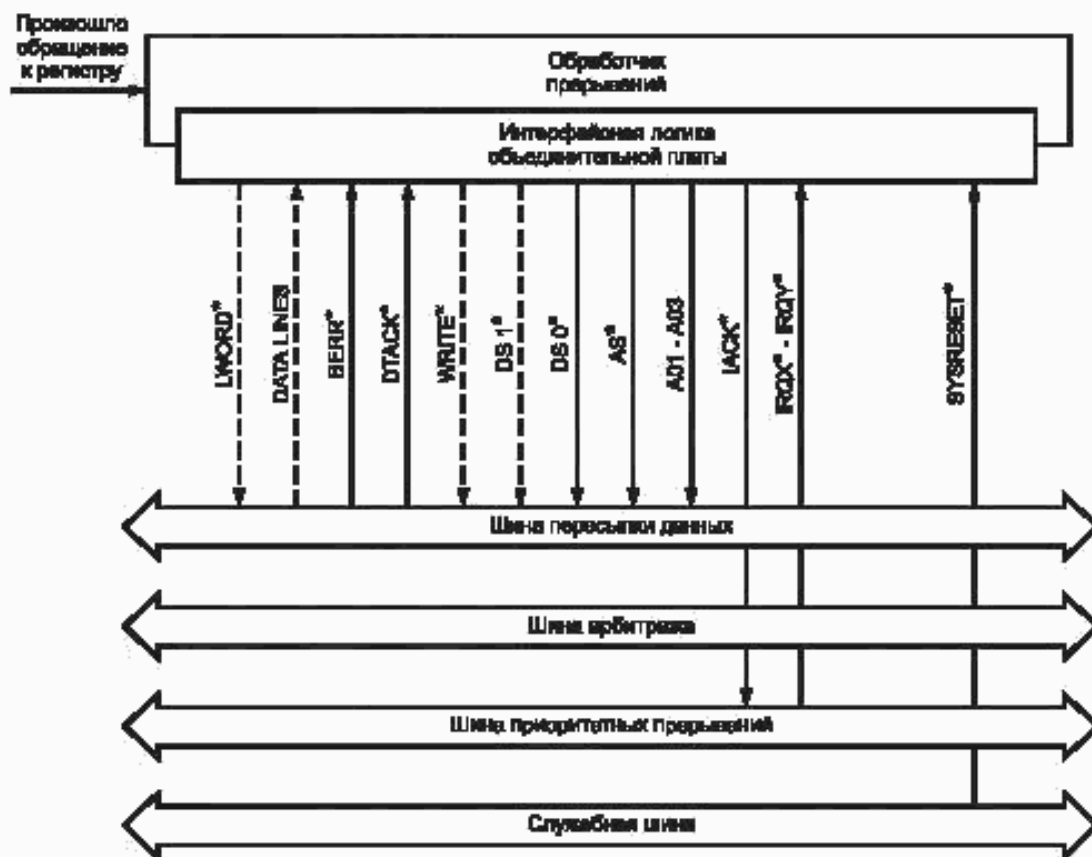 Произошло
обращение
к регистру
Обработчик
прерываний
Интерфейсная логика
объединительной платы
LWORD*
DATA LINES
BERR*
DTACK*
WRITE*
DS 1*
DS 0*
AS*
A01 - A03
IACK*
IRQX* - IRQY*
SYSRESET*
Шина пересылки данных
Шина арбитража
Шина приоритетных прерываний
Служебная шина